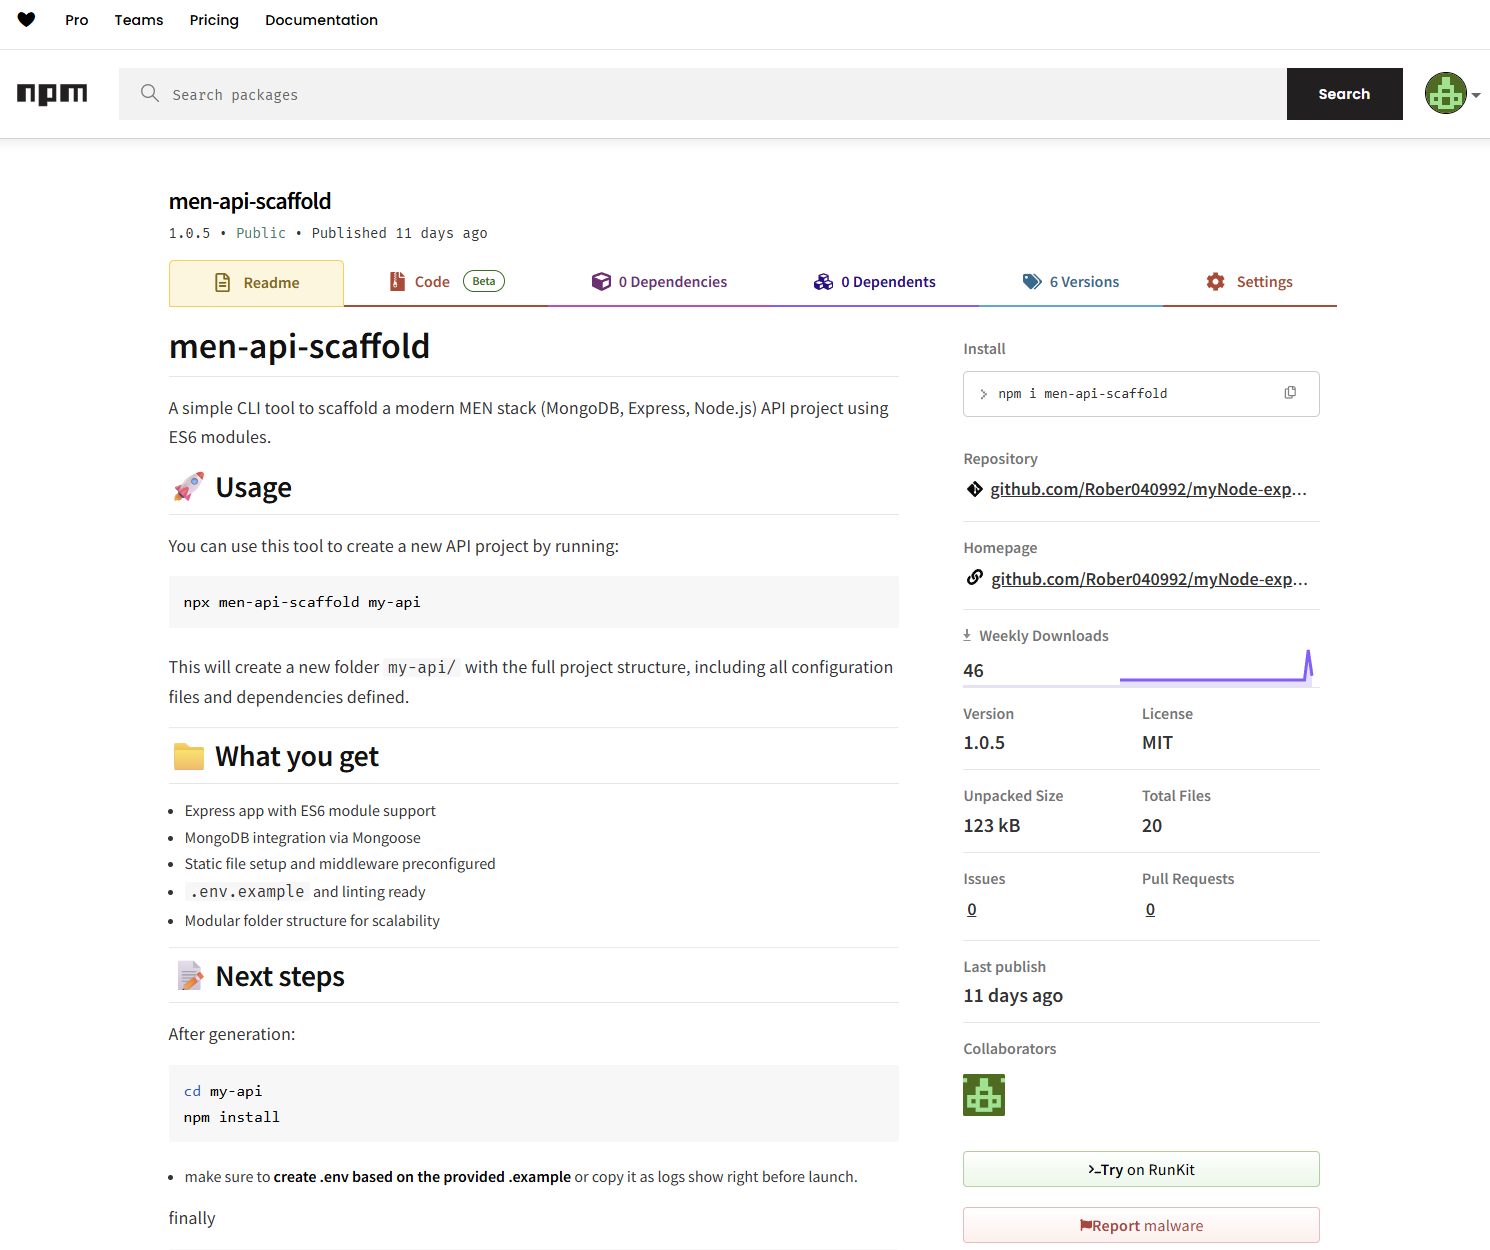 Pro Teams Pricing Documentation
npm
Search packages
Search
men-api-scaffold
1.0.5 • Public • Published 11 days ago
Readme
Code Beta
0 Dependencies
0 Dependents
6 Versions
Settings
men-api-scaffold
A simple CLI tool to scaffold a modern MEN stack (MongoDB, Express, Node.js) API project using
ES6 modules.
🚀 Usage
You can use this tool to create a new API project by running:
npx men-api-scaffold my-api
This will create a new folder my-api/ with the full project structure, including all configuration
files and dependencies defined.
📁 What you get
• Express app with ES6 module support
• MongoDB integration via Mongoose
• Static file setup and middleware preconfigured
• .env.example and linting ready
• Modular folder structure for scalability
📝 Next steps
After generation:
cd my-api
npm install
• make sure to create .env based on the provided .example or copy it as logs show right before launch.
finally
Install
> npm i men-api-scaffold
Repository
github.com/Rober040992/myNode-exp...
Homepage
github.com/Rober040992/myNode-exp...
Weekly Downloads
46
Version License
1.0.5 MIT
Unpacked Size Total Files
123 kB 20
Issues Pull Requests
0 0
Last publish
11 days ago
Collaborators
>_Try on RunKit
Report malware